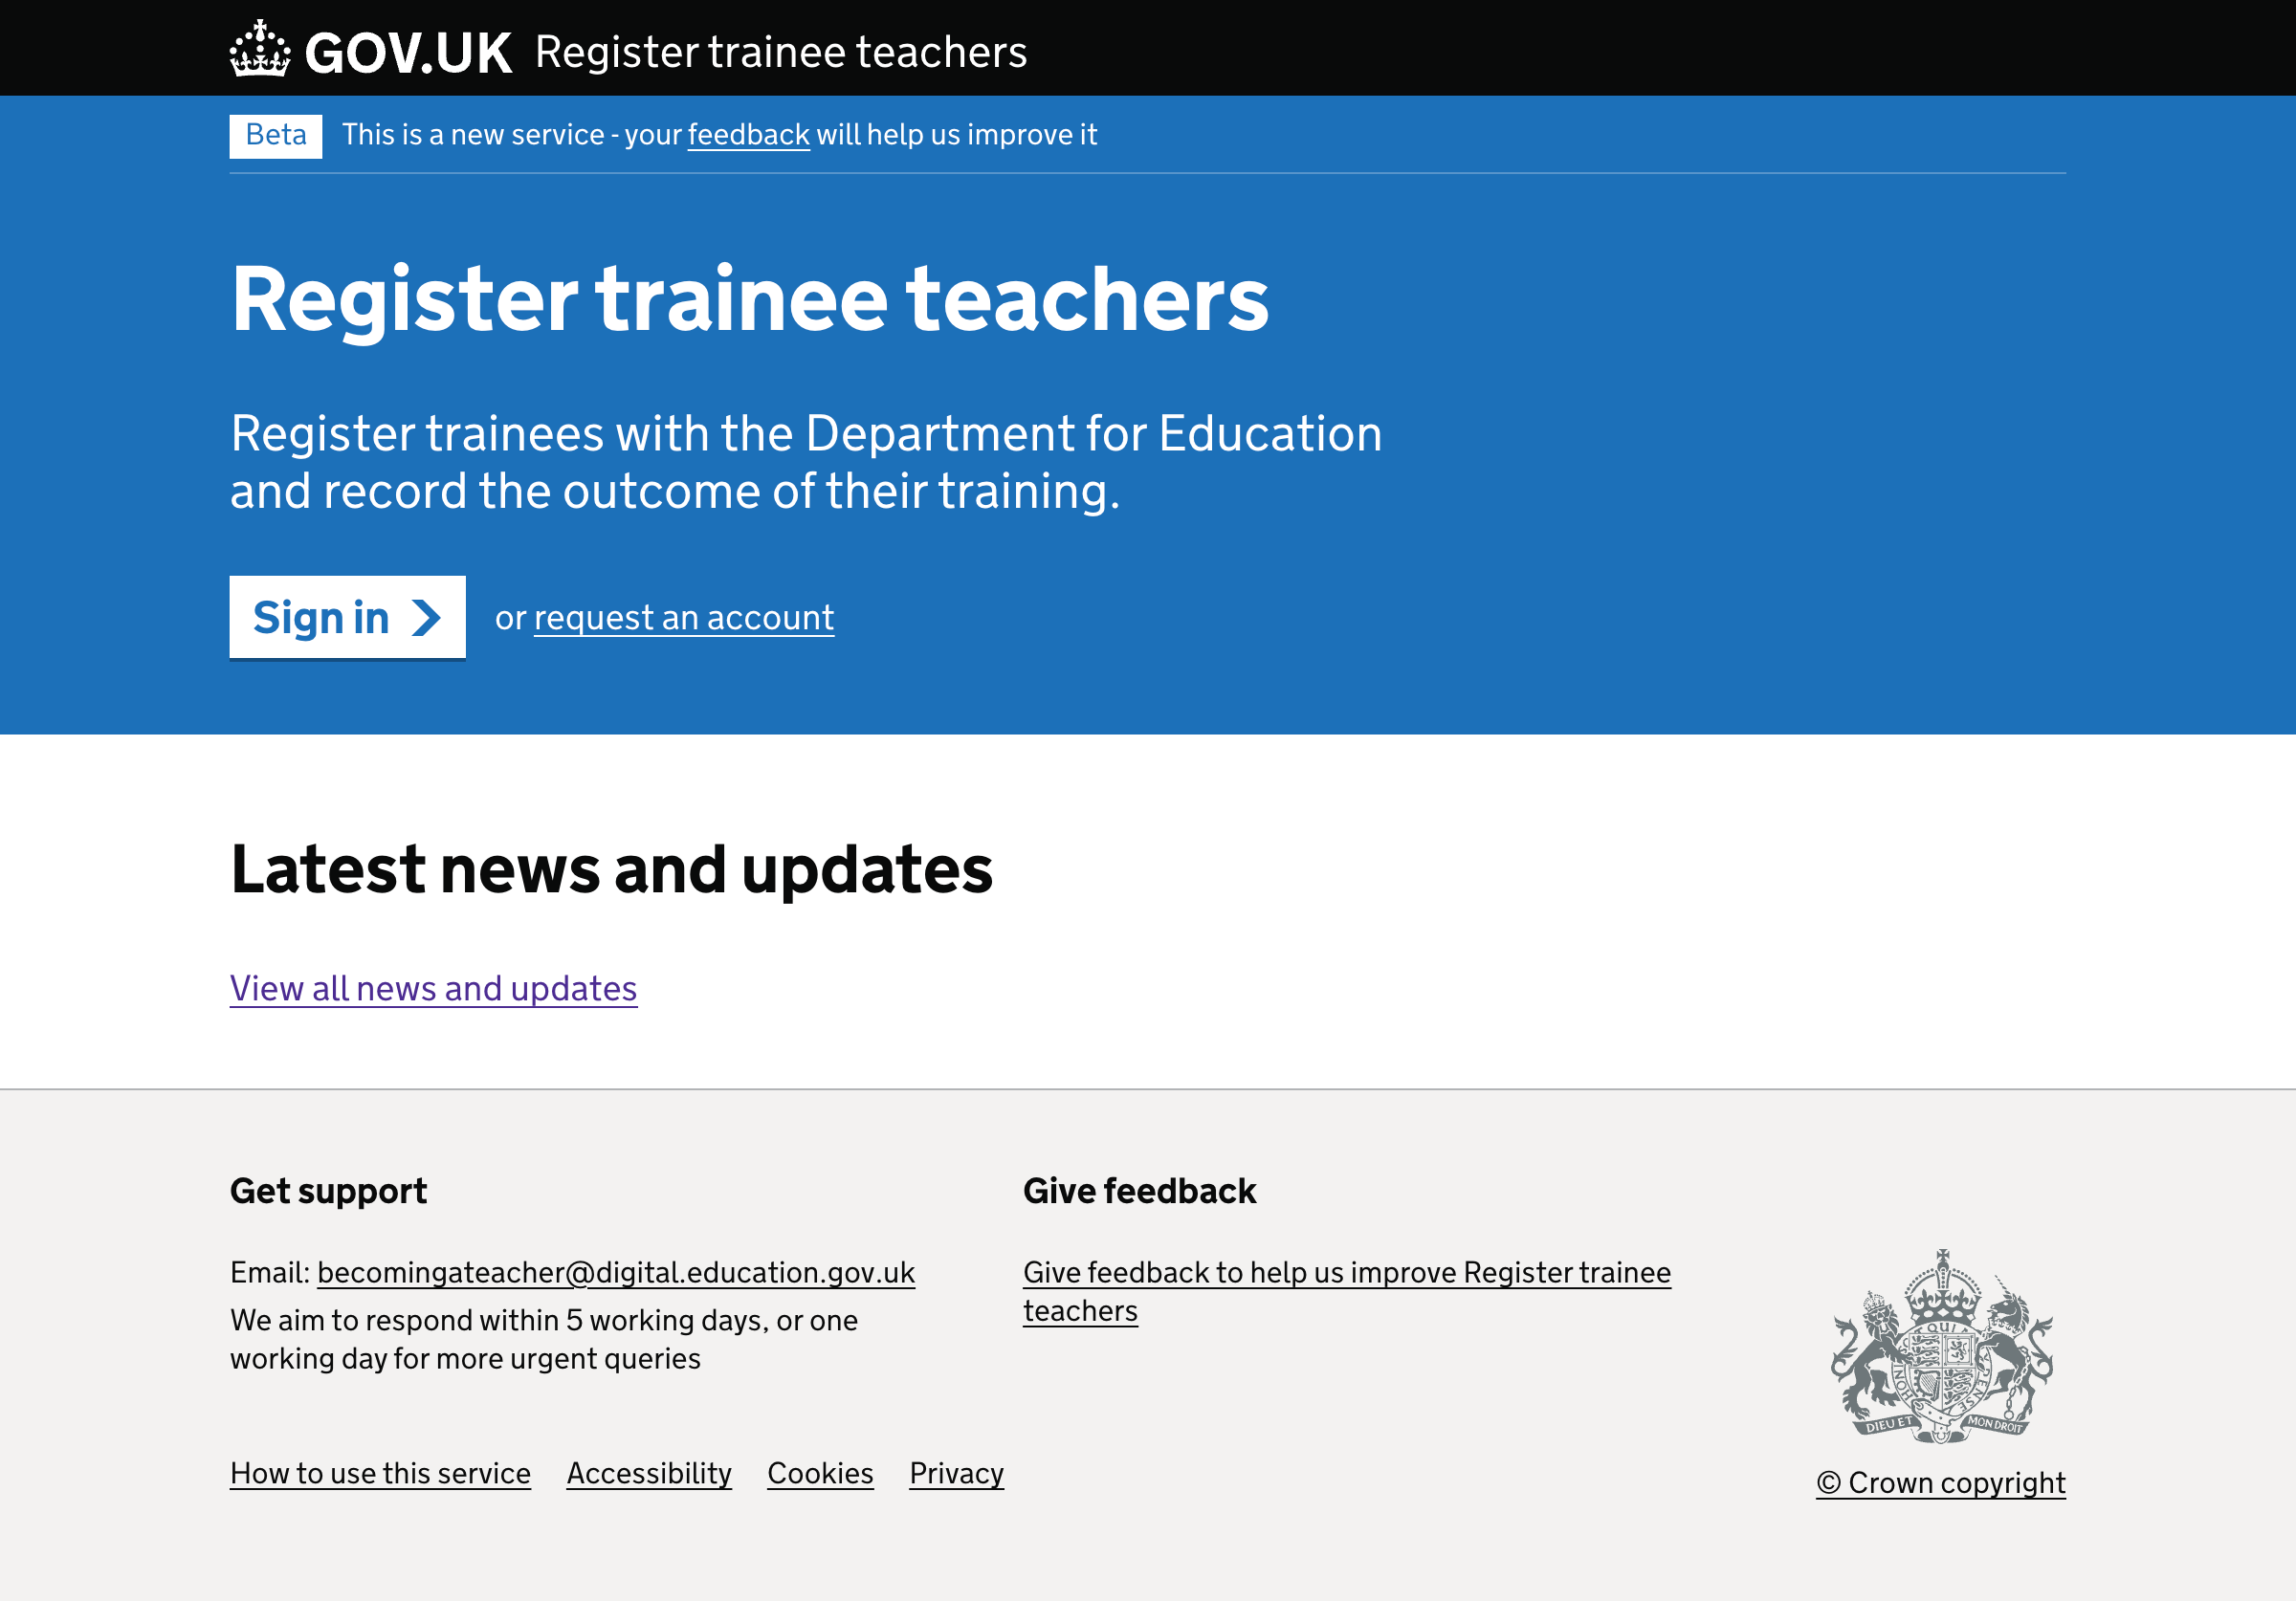 GOV.UK Register trainee teachers
Beta This is a new service - your feedback will help us improve it
Register trainee teachers
Register trainees with the Department for Education
and record the outcome of their training.
Sign in or request an account
Latest news and updates
View all news and updates
Get support
Email: becomingateacher@digital.education.gov.uk
We aim to respond within 5 working days, or one
working day for more urgent queries
Give feedback
Give feedback to help us improve Register trainee
teachers
How to use this service Accessibility Cookies Privacy
DIEU ET MON DROIT
© Crown copyright